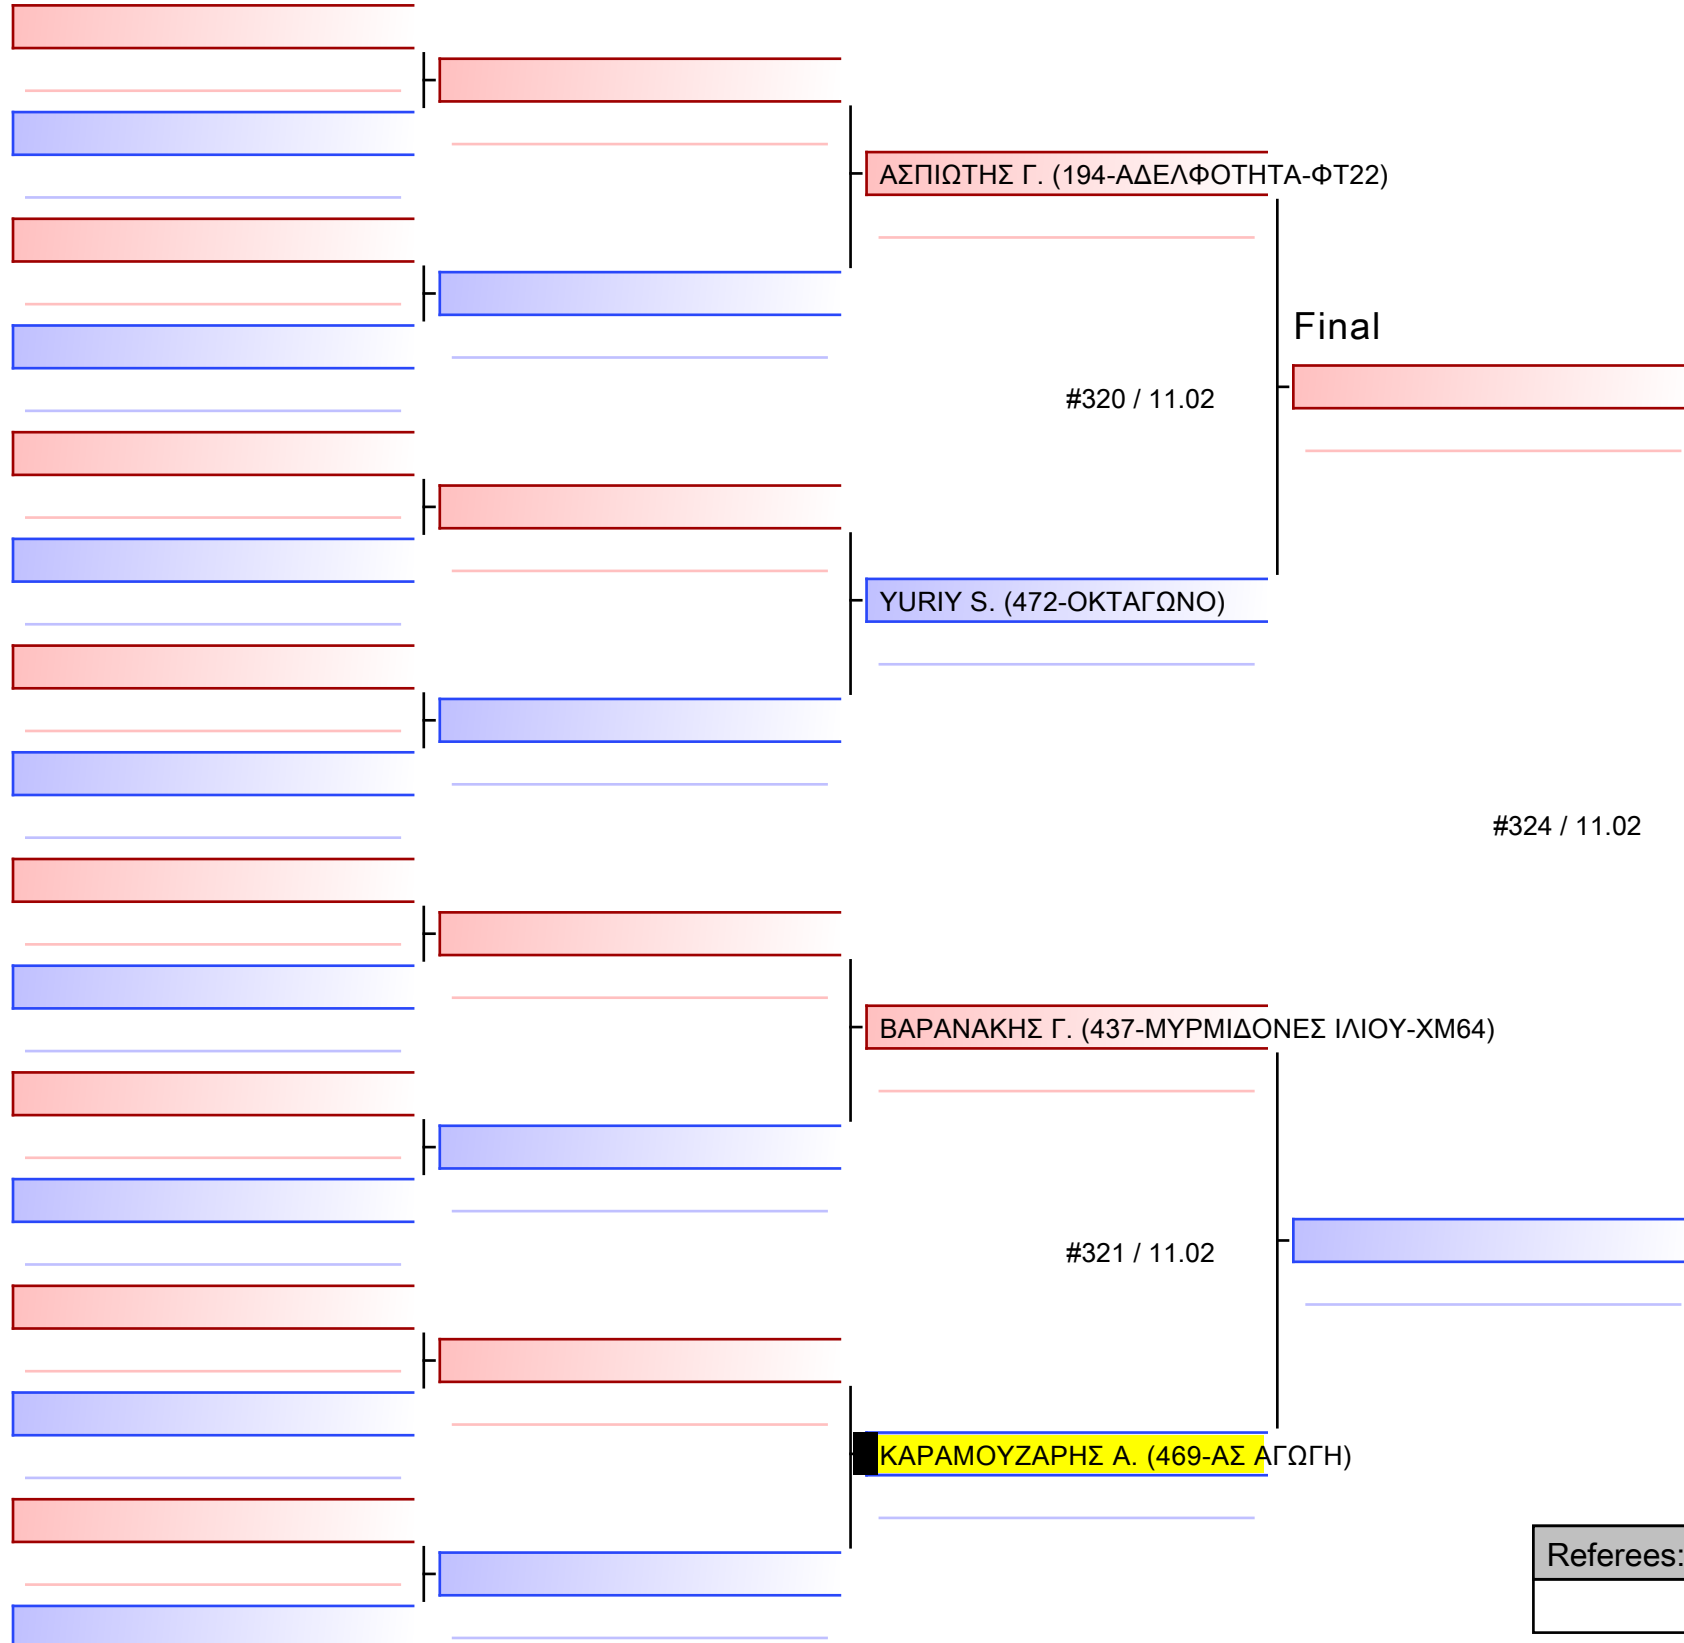 ΑΣΠΙΩΤΗΣ Γ. (194-ΑΔΕΛΦΟΤΗΤΑ-ΦΤ22)
Final
#320 / 11.02
YURIY S. (472-ΟΚΤΑΓΩΝΟ)
#324 / 11.02
ΒΑΡΑΝΑΚΗΣ Γ. (437-ΜΥΡΜΙΔΟΝΕΣ ΙΛΙΟΥ-ΧΜ64)
#321 / 11.02
ΚΑΡΑΜΟΥΖΑΡΗΣ Α. (469-ΑΣ ΑΓΩΓΗ)
Referees: